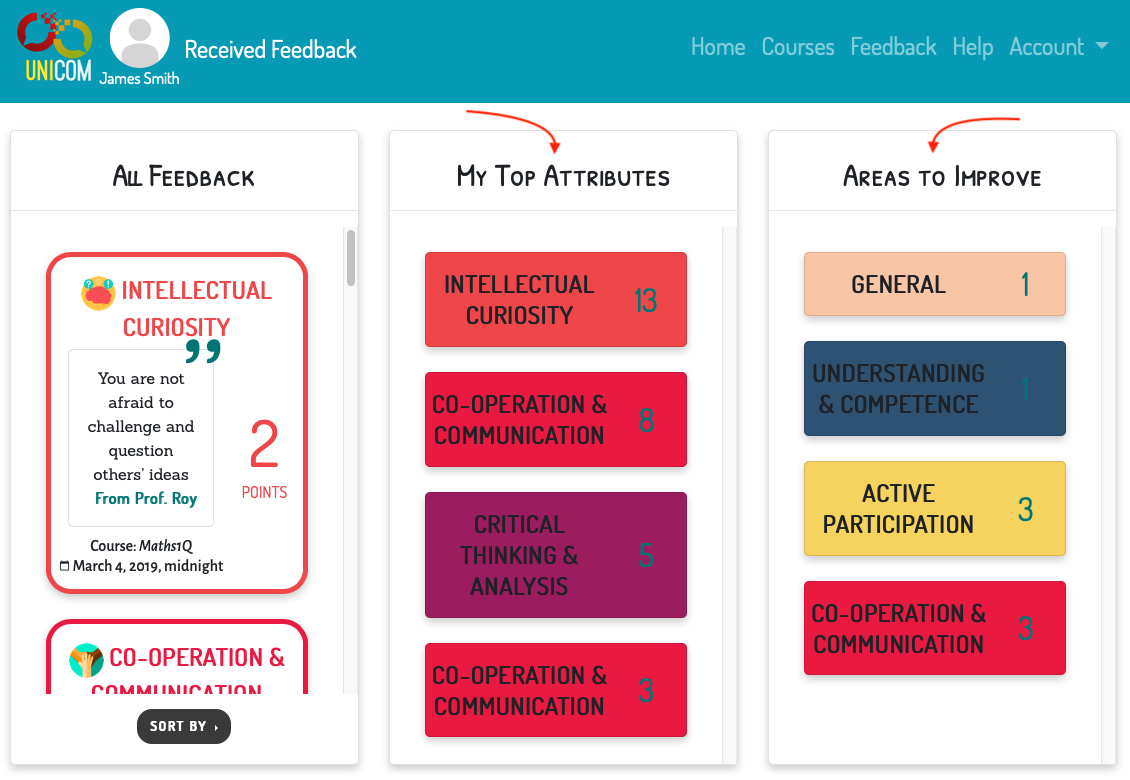 UNICOM
James Smith
Received Feedback
Home Courses Feedback Help Account
All Feedback
INTELLECTUAL
CURIOSITY
You are not
afraid to
challenge and
question
others' ideas
From Prof. Roy
2
POINTS
Course: Maths1Q
March 4, 2019, midnight
CO-OPERATION &
COMMUNICATION
SORT BY
My Top Attributes
INTELLECTUAL
CURIOSITY
13
CO-OPERATION &
COMMUNICATION
8
CRITICAL
THINKING &
ANALYSIS
5
CO-OPERATION &
COMMUNICATION
3
Areas to Improve
GENERAL
1
UNDERSTANDING
& COMPETENCE
1
ACTIVE
PARTICIPATION
3
CO-OPERATION &
COMMUNICATION
3